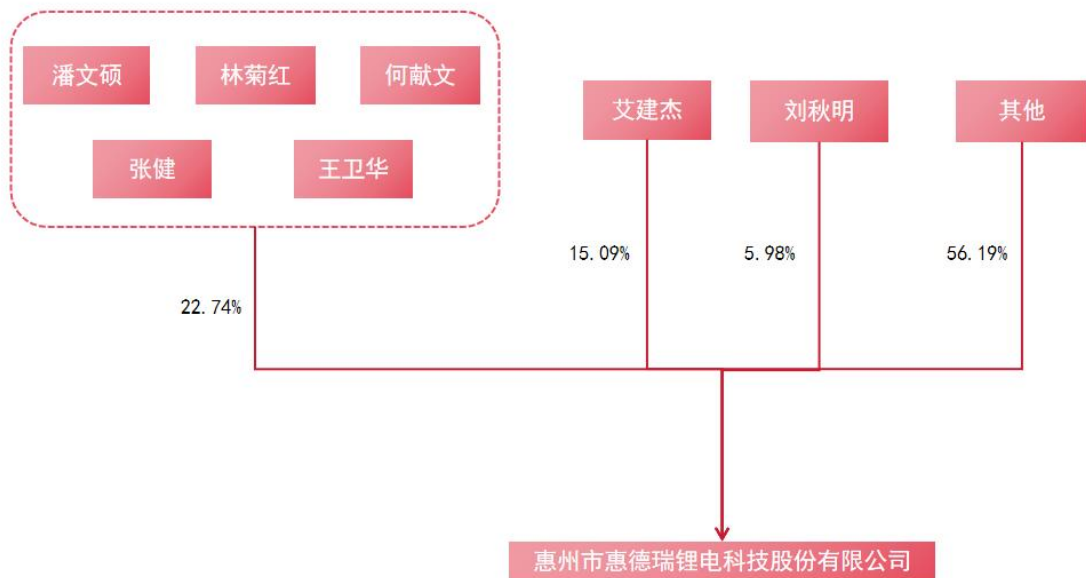 潘文硕
林菊红
何献文
张健
王卫华
艾建杰
刘秋明
其他
22.74%
15.09%
5.98%
56.19%
惠州市惠德瑞锂电科技股份有限公司